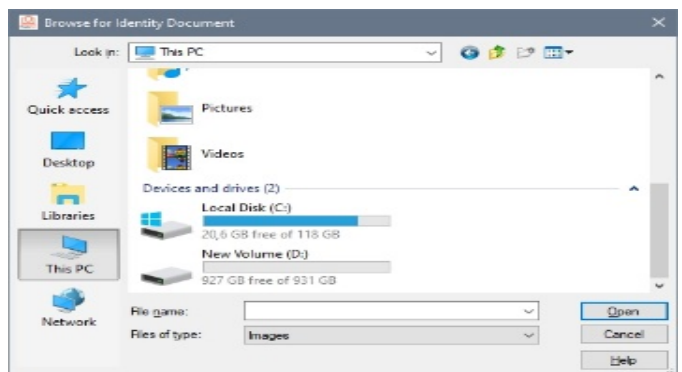 Browse for Identity Document
Look in: This PC
Quick access
Desktop
Libraries
This PC
Network
Pictures
Videos
Devices and drives (2)
Local Disk (C:)
20,6 GB free of 118 GB
New Volume (D:)
927 GB free of 931 GB
File name:
Files of type: Images
Open
Cancel
Help